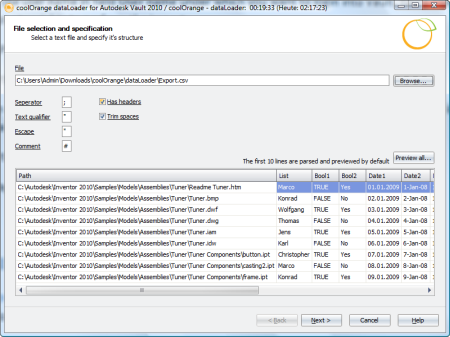 coolOrange dataLoader for Autodesk Vault 2010 / coolOrange - dataLoader: 00:19:33 (Heute: 02:17:23)
File selection and specification
Select a text file and specify it's structure
File
C:\Users\Admin\Downloads\coolOrange\dataLoader\Export.csv Browse...
Seperator ; Has headers
Text qualifier " Trim spaces
Escape "
Comment #
The first 10 lines are parsed and previewed by default Preview all...
Path List Bool1 Bool2 Date1 Date2
C:\Autodesk\Inventor 2010\Samples\Models\Assemblies\Tuner\Readme Tuner.htm Marco TRUE Yes 01.01.2009 1-Jan-08
C:\Autodesk\Inventor 2010\Samples\Models\Assemblies\Tuner\Tuner.bmp Konrad FALSE No 02.01.2009 2-Jan-08
C:\Autodesk\Inventor 2010\Samples\Models\Assemblies\Tuner\Tuner.dwf Wolfgang TRUE Yes 03.01.2009 3-Jan-08
C:\Autodesk\Inventor 2010\Samples\Models\Assemblies\Tuner\Tuner.dwg Thomas FALSE No 04.01.2009 4-Jan-08
C:\Autodesk\Inventor 2010\Samples\Models\Assemblies\Tuner\Tuner.iam Jens TRUE Yes 05.01.2009 5-Jan-08
C:\Autodesk\Inventor 2010\Samples\Models\Assemblies\Tuner\Tuner.idw Karl FALSE No 06.01.2009 6-Jan-08
C:\Autodesk\Inventor 2010\Samples\Models\Assemblies\Tuner\Tuner Components\button.ipt Christopher TRUE Yes 07.01.2009 7-Jan-08
C:\Autodesk\Inventor 2010\Samples\Models\Assemblies\Tuner\Tuner Components\casting2.ipt Marco FALSE No 08.01.2009 8-Jan-08
C:\Autodesk\Inventor 2010\Samples\Models\Assemblies\Tuner\Tuner Components\frame.ipt Konrad TRUE Yes 09.01.2009 9-Jan-08
< Back Next > Cancel Help